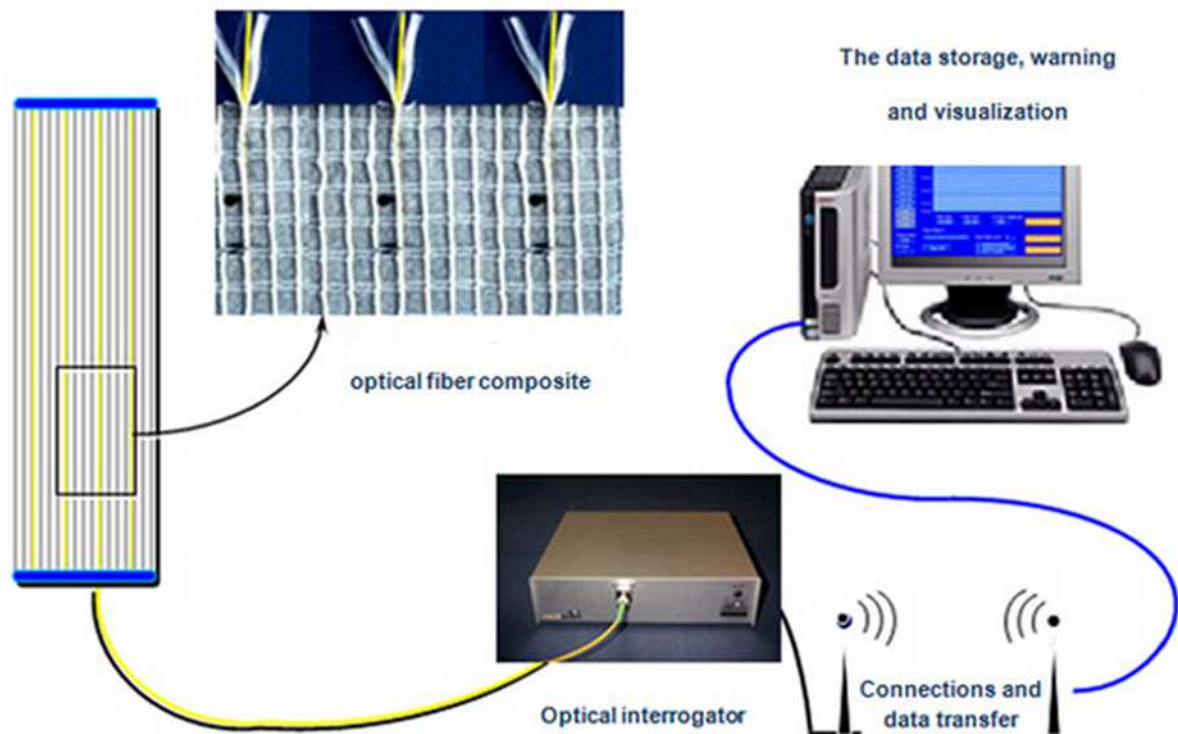 The data storage, warning
and visualization
optical fiber composite
Optical interrogator
Connections and
data transfer